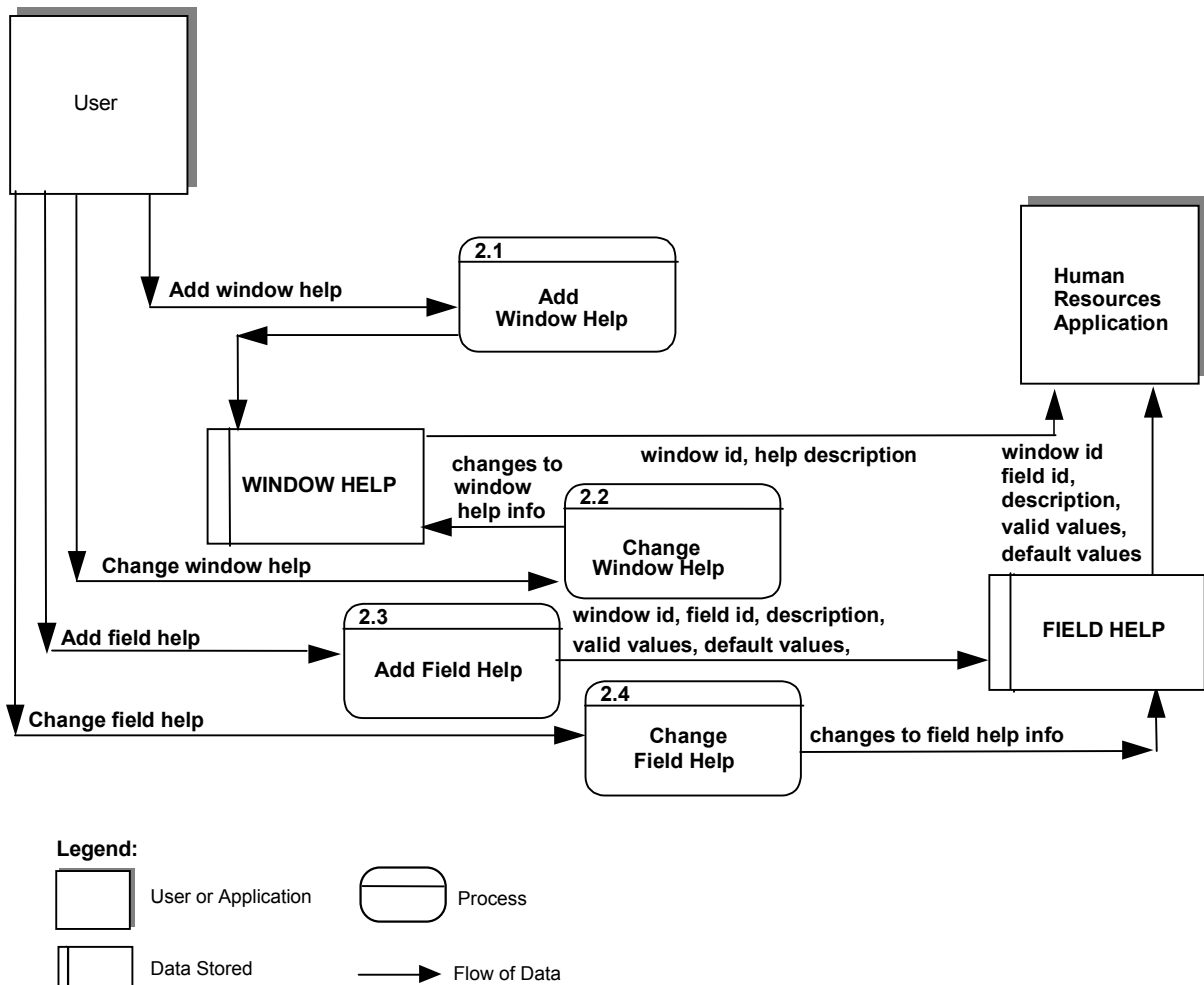 User
2.1
Add
Window Help
Add window help
Human
Resources
Application
WINDOW HELP
window id, help description
changes to
window
help info
window id
field id,
description,
valid values,
default values
2.2
Change
Window Help
Change window help
2.3
Add Field Help
Add field help
window id, field id, description,
valid values, default values,
FIELD HELP
2.4
Change
Field Help
Change field help
changes to field help info
Legend:
User or Application
Process
Data Stored
Flow of Data